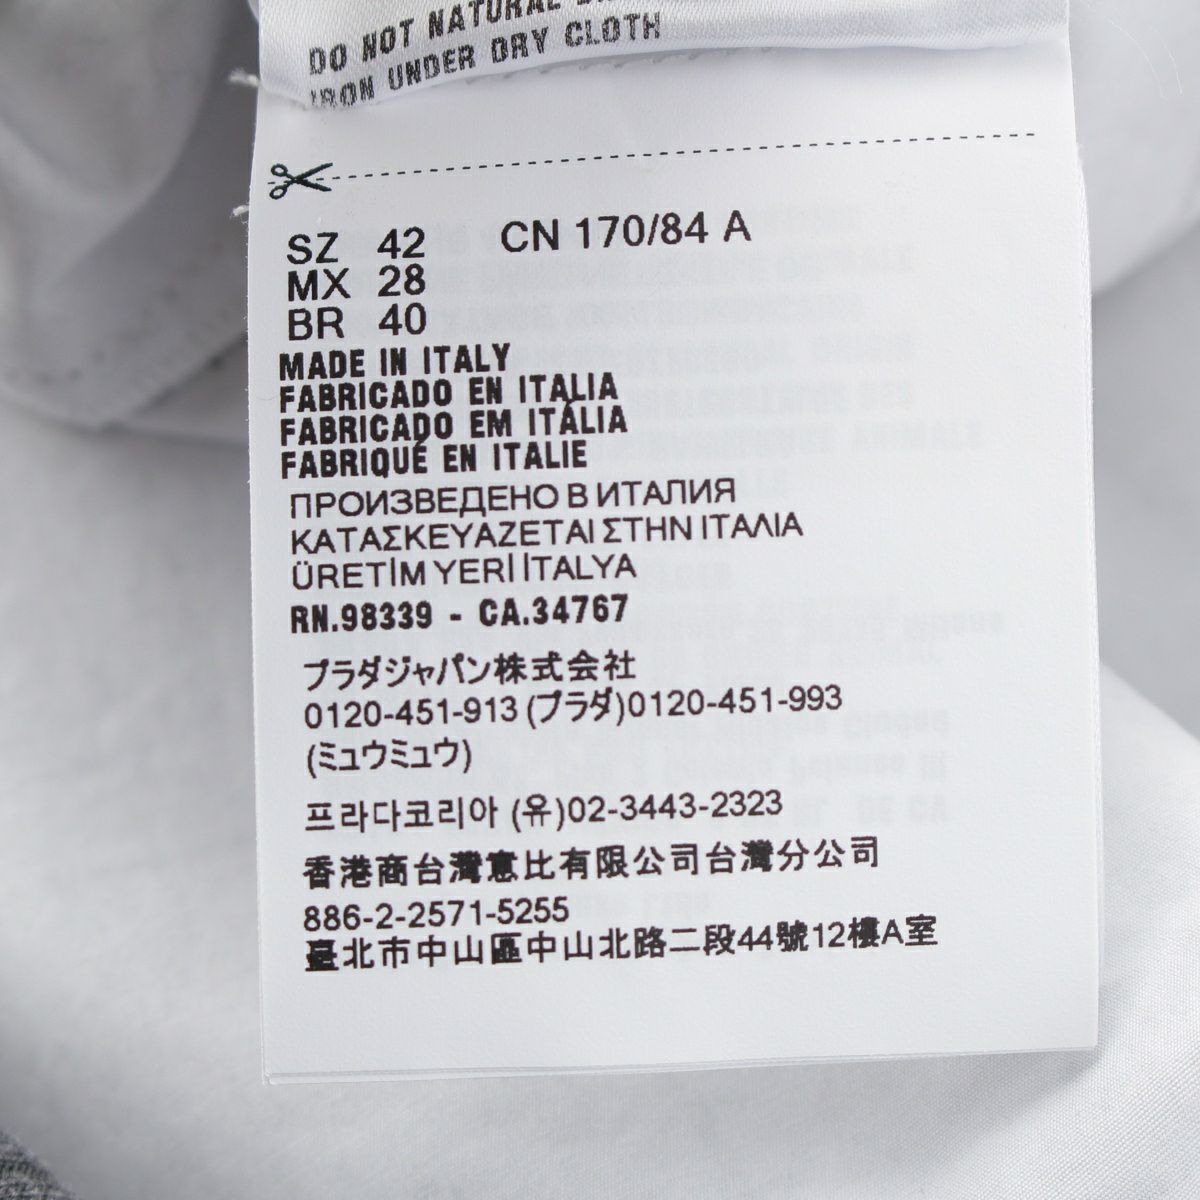 DO NOT NATURAL
DO NOT
IRON UNDER DRY CLOTH
SZ 42 CN 170/84 A
MX 28
BR 40
MADE IN ITALY
FABRICADO EN ITALIA
FABRICADO EM ITÁLIA
FABRIQUÉ EN ITALIE
ПРОИЗВЕДЕНО В ИТАЛИЯ
ΚΑΤΑΣΚΕΥΑΖΕΤΑΙ ΣΤΗΝ ΙΤΑΛΙΑ
ÜRETİM YERİ İTALYA
RN.98339 - CA.34767
プラダジャパン株式会社
0120-451-913 (プラダ)0120-451-993
(ミュウミュウ)
프라다코리아 (유)02-3443-2323
香港商台灣意比有限公司台灣分公司
886-2-2571-5255
臺北市中山區中山北路二段44號12樓A室